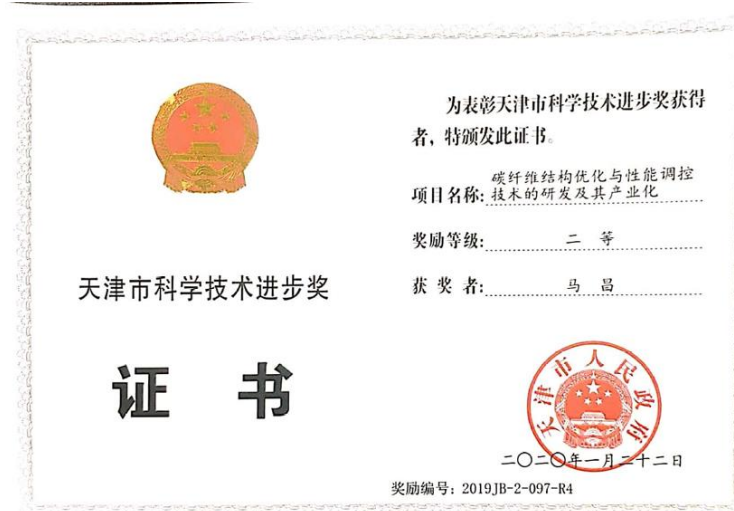 天津市科学技术进步奖
证 书
为表彰天津市科学技术进步奖获得
者，特颁发此证书。
项目名称：碳纤维结构优化与性能调控
技术的研发及其产业化
奖励等级：二 等
获 奖 者：马 昌
天津市人民政府
二〇二〇年一月二十二日
奖励编号：2019JB-2-097-R4